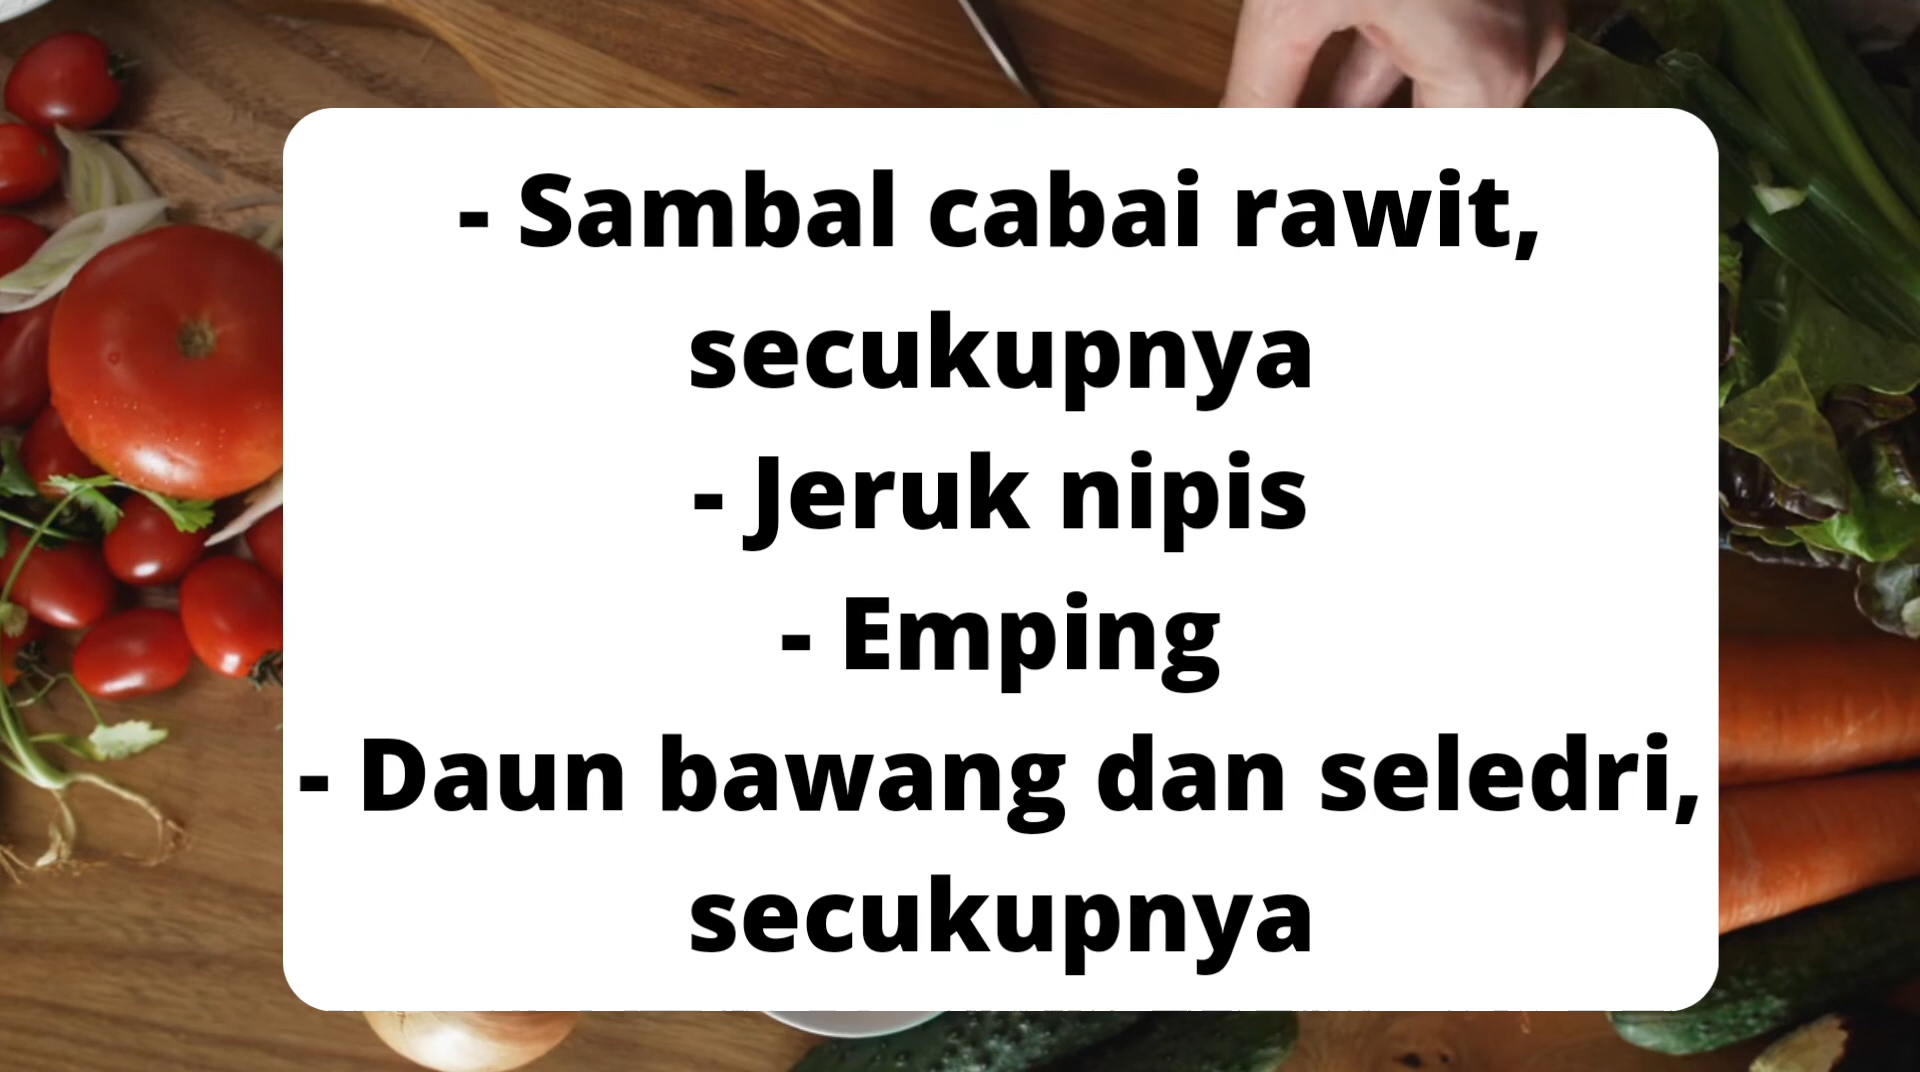 - Sambal cabai rawit,
secukupnya
- Jeruk nipis
- Emping
- Daun bawang dan seledri,
secukupnya